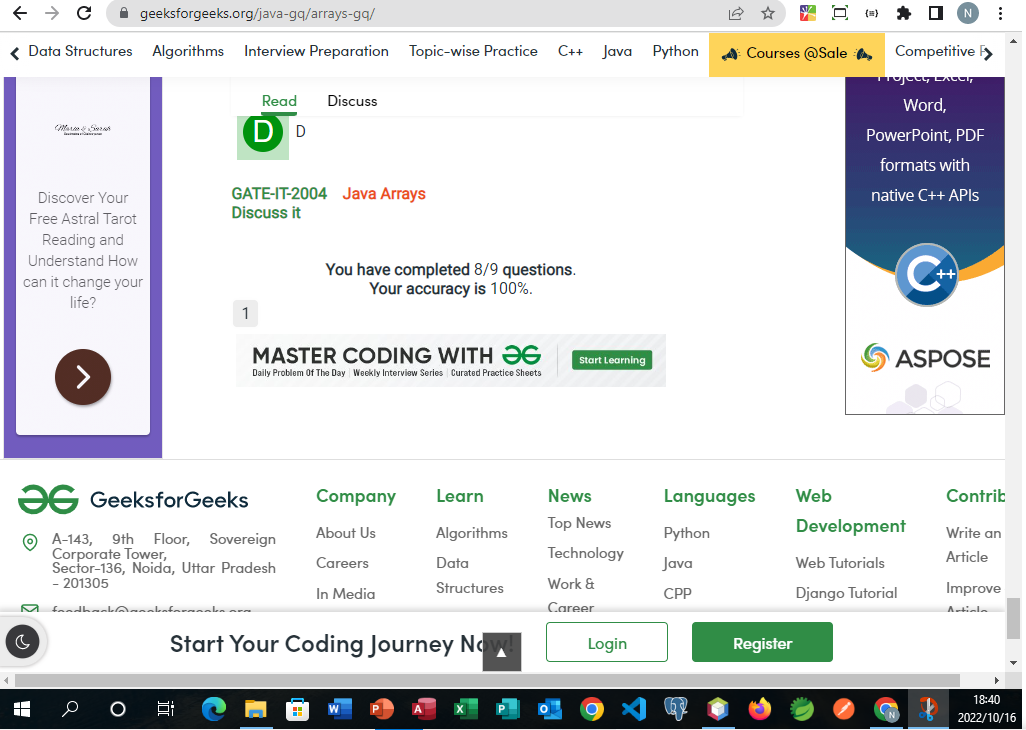 geeksforgeeks.org/java-gq/arrays-gq/
N
Data Structures Algorithms Interview Preparation Topic-wise Practice C++ Java Python Courses @Sale Competitive
Read Discuss
D D
GATE-IT-2004 Java Arrays
Discuss it
You have completed 8/9 questions.
Your accuracy is 100%.
1
MASTER CODING WITH
Daily Problem Of The Day | Weekly Interview Series | Curated Practice Sheets
Start Learning
Maria & Sarah
Discover Your
Free Astral Tarot
Reading and
Understand How
can it change your
life?
Project, Excel,
Word,
PowerPoint, PDF
formats with
native C++ APIs
C++
ASPOSE
GeeksforGeeks
A-143, 9th Floor, Sovereign
Corporate Tower,
Sector-136, Noida, Uttar Pradesh
- 201305
feedback@geeksforgeeks.org
Company
About Us
Careers
In Media
Learn
Algorithms
Data
Structures
News
Top News
Technology
Work &
Career
Languages
Python
Java
CPP
Web
Development
Web Tutorials
Django Tutorial
Contrib
Write an
Article
Improve
Article
Start Your Coding Journey Now!
Login
Register
18:40
2022/10/16